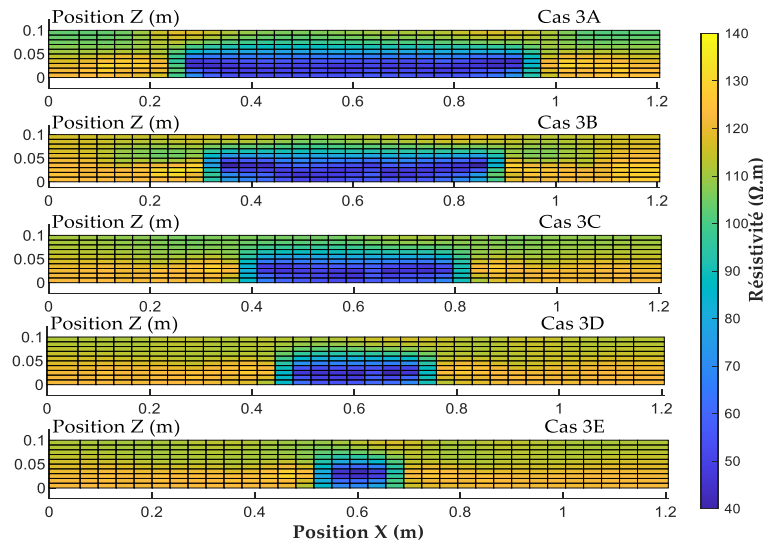 Position Z (m) Cas 3A
0.1
0.05
0
0 0.2 0.4 0.6 0.8 1 1.2
Position Z (m) Cas 3B
0.1
0.05
0
0 0.2 0.4 0.6 0.8 1 1.2
Position Z (m) Cas 3C
0.1
0.05
0
0 0.2 0.4 0.6 0.8 1 1.2
Position Z (m) Cas 3D
0.1
0.05
0
0 0.2 0.4 0.6 0.8 1 1.2
Position Z (m) Cas 3E
0.1
0.05
0
0 0.2 0.4 0.6 0.8 1 1.2
Position X (m)
140
130
120
110
100
90
80
70
60
50
40
Résistivité (Ω.m)